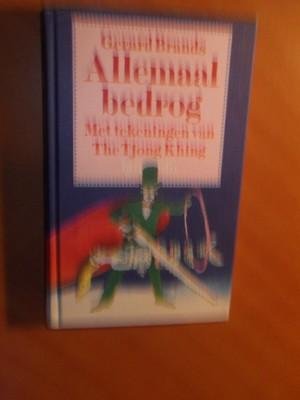 Gerard Brands
Allemaal
bedrog
Met tekeningen van
The Tjong Khing